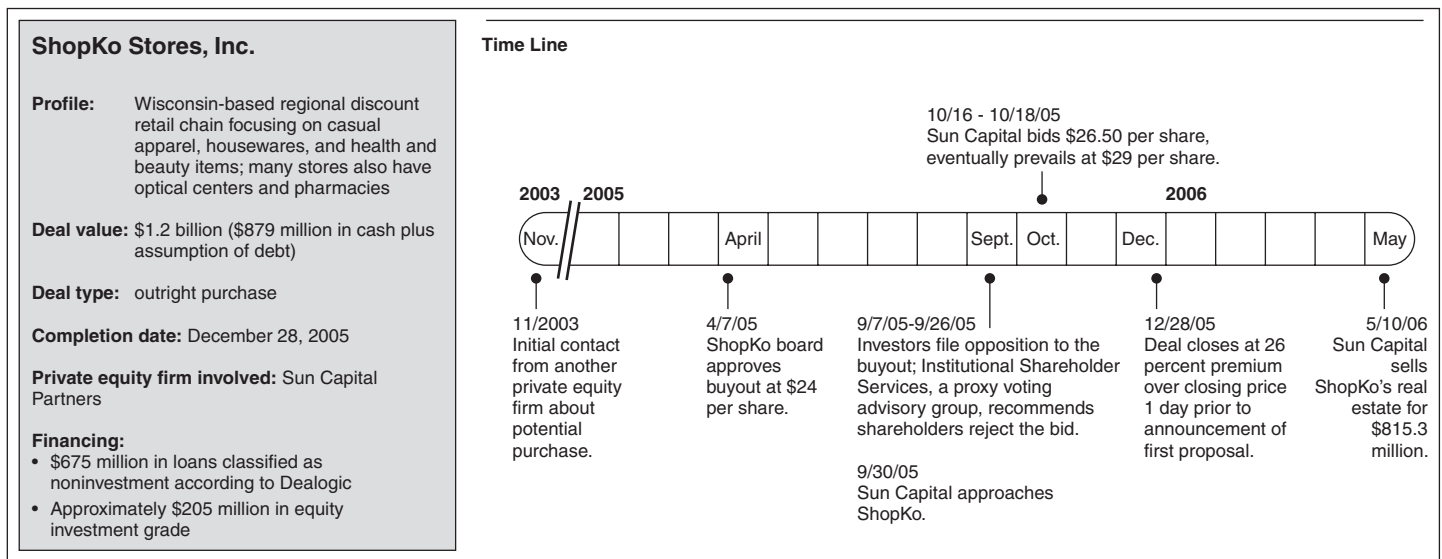 ShopKo Stores, Inc.
Profile: Wisconsin-based regional discount
retail chain focusing on casual
apparel, housewares, and health and
beauty items; many stores also have
optical centers and pharmacies
Deal value: $1.2 billion ($879 million in cash plus
assumption of debt)
Deal type: outright purchase
Completion date: December 28, 2005
Private equity firm involved: Sun Capital
Partners
Financing:
• $675 million in loans classified as
noninvestment according to Dealogic
• Approximately $205 million in equity
investment grade
Time Line
10/16 - 10/18/05
Sun Capital bids $26.50 per share,
eventually prevails at $29 per share.
2003 2005 2006
Nov. April Sept. Oct. Dec. May
11/2003
Initial contact
from another
private equity
firm about
potential
purchase.
4/7/05
ShopKo board
approves
buyout at $24
per share.
9/7/05-9/26/05
Investors file opposition to the
buyout; Institutional Shareholder
Services, a proxy voting
advisory group, recommends
shareholders reject the bid.
9/30/05
Sun Capital approaches
ShopKo.
12/28/05
Deal closes at 26
percent premium
over closing price
1 day prior to
announcement of
first proposal.
5/10/06
Sun Capital
sells
ShopKo's real
estate for
$815.3
million.